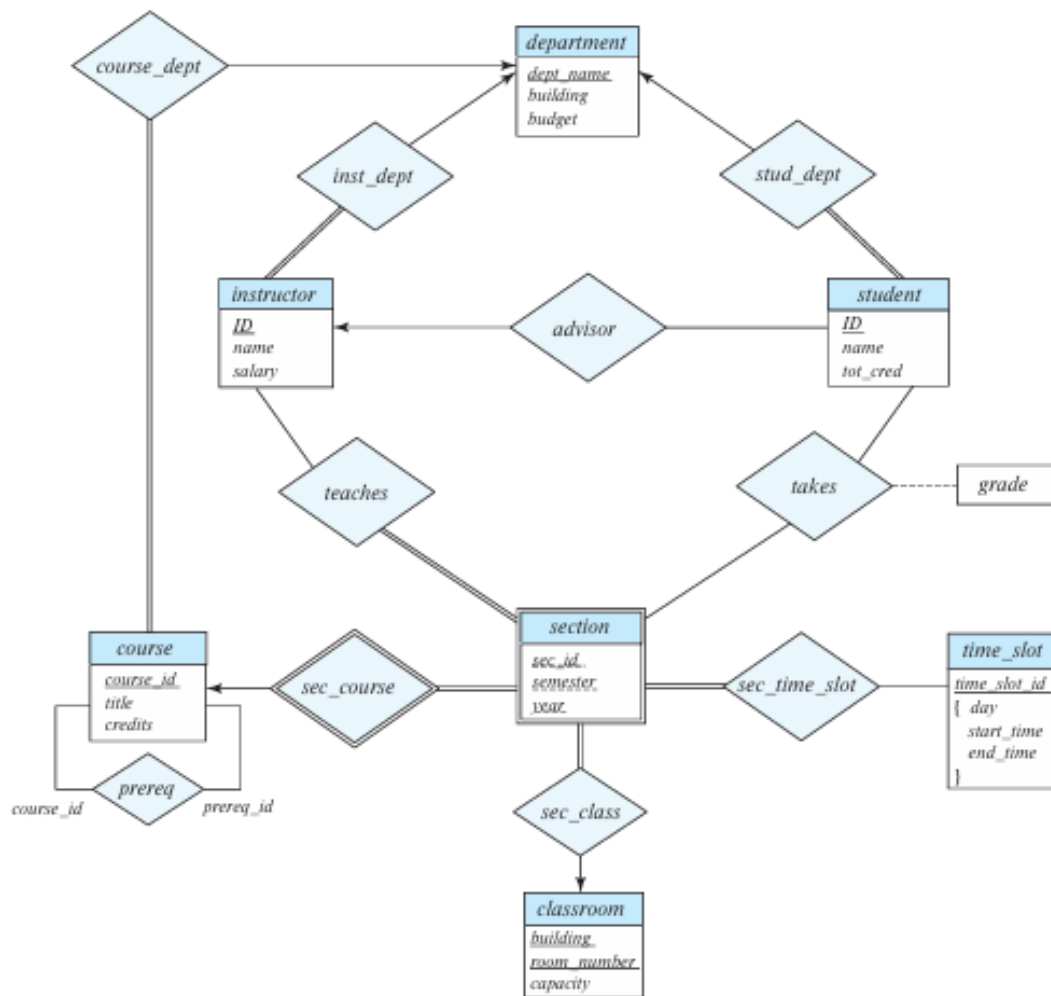 department
course_dept
dept_name
building
budget
inst_dept
stud_dept
instructor
ID
name
salary
advisor
student
ID
name
tot_cred
teaches
takes
grade
course
course_id
title
credits
sec_course
section
sec_id
semester
year
sec_time_slot
time_slot
time_slot_id
{ day
start_time
end_time
}
prereq
course_id
prereq_id
sec_class
classroom
building
room_number
capacity